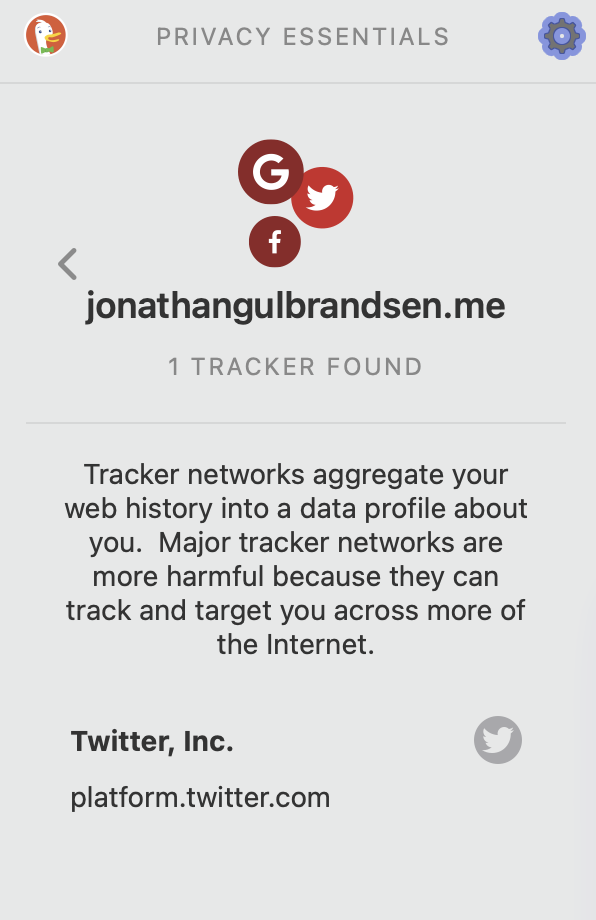 PRIVACY ESSENTIALS
G
f
jonathangulbrandsen.me
1 TRACKER FOUND
Tracker networks aggregate your
web history into a data profile about
you.  Major tracker networks are
more harmful because they can
track and target you across more of
the Internet.
Twitter, Inc.
platform.twitter.com